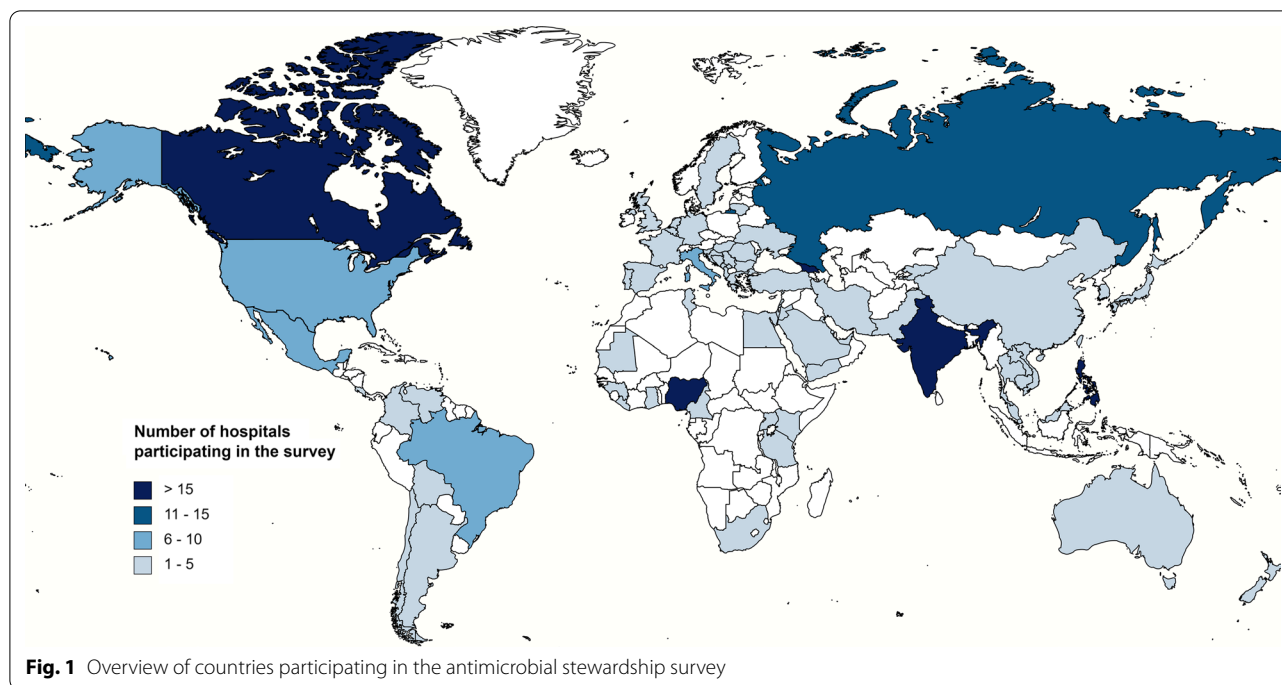 Number of hospitals
participating in the survey
> 15
11 - 15
6 - 10
1 - 5
Fig. 1 Overview of countries participating in the antimicrobial stewardship survey